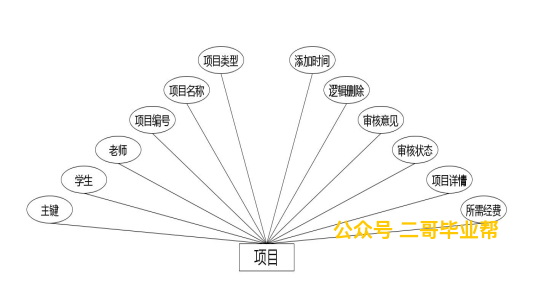 项目类型
添加时间
项目名称
逻辑删除
项目编号
审核意见
老师
审核状态
学生
项目详情
主键
所需经费
公众号 二哥毕业帮
项目